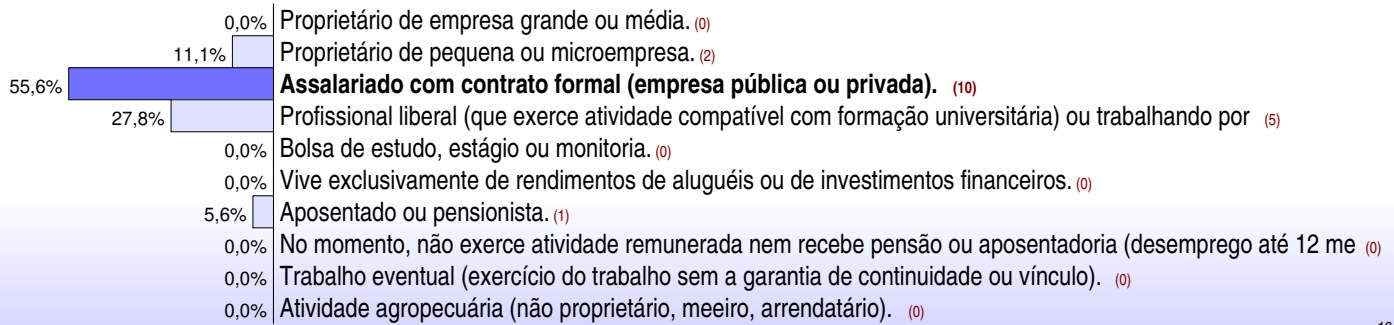 0,0% Proprietário de empresa grande ou média. (0)
11,1% Proprietário de pequena ou microempresa. (2)
55,6% Assalariado com contrato formal (empresa pública ou privada). (10)
27,8% Profissional liberal (que exerce atividade compatível com formação universitária) ou trabalhando por (5)
0,0% Bolsa de estudo, estágio ou monitoria. (0)
0,0% Vive exclusivamente de rendimentos de aluguéis ou de investimentos financeiros. (0)
5,6% Aposentado ou pensionista. (1)
0,0% No momento, não exerce atividade remunerada nem recebe pensão ou aposentadoria (desemprego até 12 me (0)
0,0% Trabalho eventual (exercício do trabalho sem a garantia de continuidade ou vínculo). (0)
0,0% Atividade agropecuária (não proprietário, meeiro, arrendatário). (0)